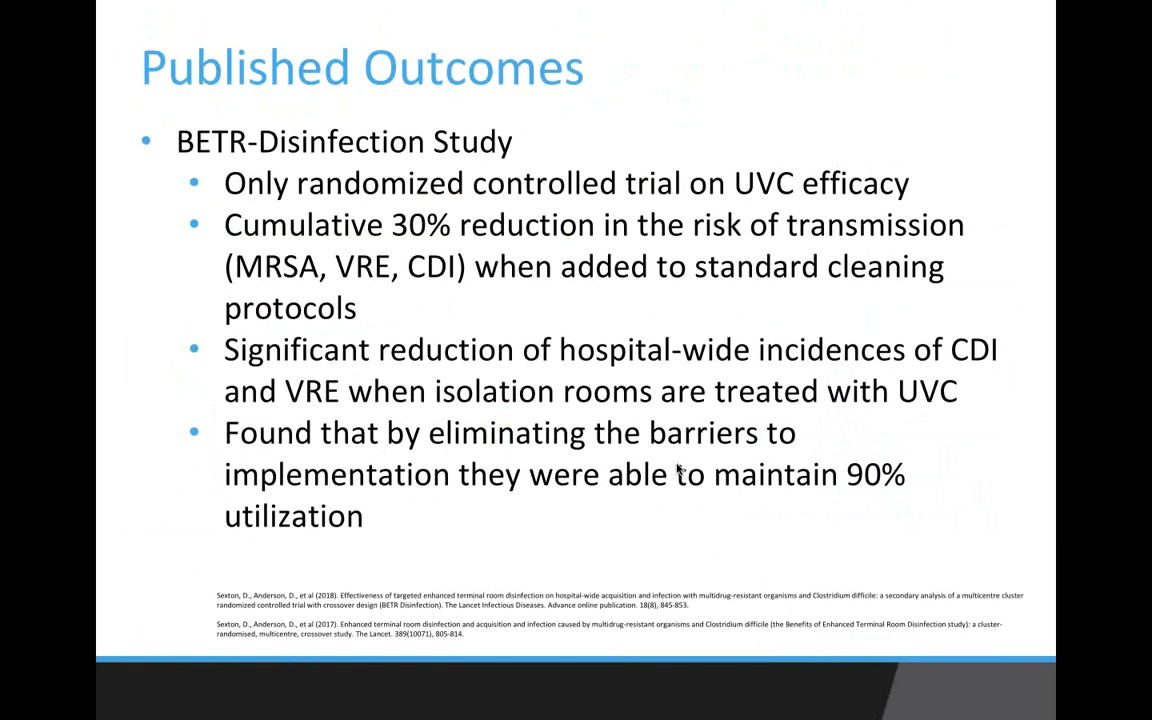 Published Outcomes
• BETR-Disinfection Study
• Only randomized controlled trial on UVC efficacy
• Cumulative 30% reduction in the risk of transmission
(MRSA, VRE, CDI) when added to standard cleaning
protocols
• Significant reduction of hospital-wide incidences of CDI
and VRE when isolation rooms are treated with UVC
• Found that by eliminating the barriers to
implementation they were able to maintain 90%
utilization
Sexton, D., Anderson, D., et al (2018). Effectiveness of targeted enhanced terminal room disinfection on hospital-wide acquisition and infection with multidrug-resistant organisms and Clostridium difficile: a secondary analysis of a multicentre cluster
randomized controlled trial with crossover design (BETR Disinfection). The Lancet Infectious Diseases. Advance online publication. 18(8), 845-853.
Sexton, D., Anderson, D., et al (2017). Enhanced terminal room disinfection and acquisition and infection caused by multidrug-resistant organisms and Clostridium difficile (the Benefits of Enhanced Terminal Room Disinfection study): a cluster-
randomised, multicentre, crossover study. The Lancet. 389(10071), 805-814.